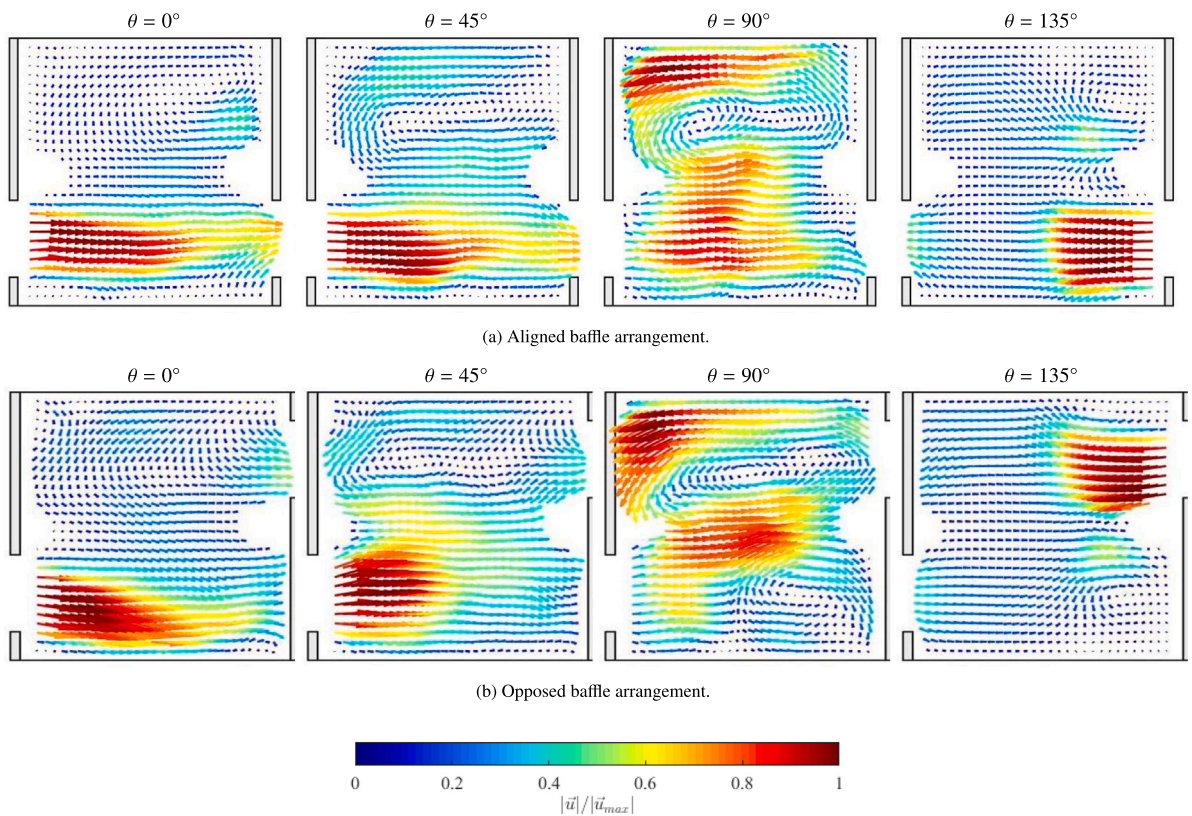 θ = 0° θ = 45° θ = 90° θ = 135°
(a) Aligned baffle arrangement.
θ = 0° θ = 45° θ = 90° θ = 135°
(b) Opposed baffle arrangement.
0 0.2 0.4 0.6 0.8 1
|u⃗|/|u⃗max|